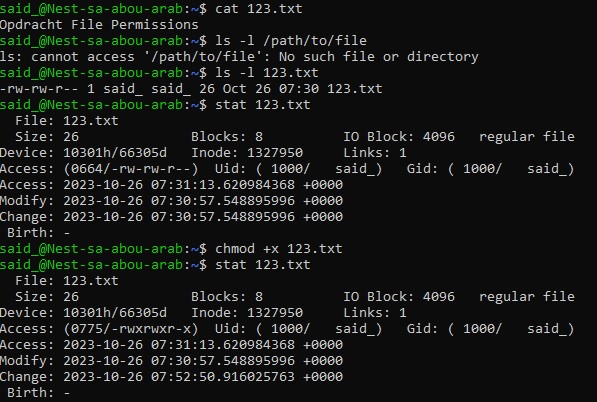 said_@Nest-sa-abou-arab:~$ cat 123.txt
Opdracht File Permissions
said_@Nest-sa-abou-arab:~$ ls -l /path/to/file
ls: cannot access '/path/to/file': No such file or directory
said_@Nest-sa-abou-arab:~$ ls -l 123.txt
-rw-rw-r-- 1 said_ said_ 26 Oct 26 07:30 123.txt
said_@Nest-sa-abou-arab:~$ stat 123.txt
  File: 123.txt
  Size: 26              Blocks: 8          IO Block: 4096   regular file
Device: 10301h/66305d   Inode: 1327950     Links: 1
Access: (0664/-rw-rw-r--)  Uid: ( 1000/   said_)   Gid: ( 1000/   said_)
Access: 2023-10-26 07:31:13.620984368 +0000
Modify: 2023-10-26 07:30:57.548895996 +0000
Change: 2023-10-26 07:30:57.548895996 +0000
 Birth: -
said_@Nest-sa-abou-arab:~$ chmod +x 123.txt
said_@Nest-sa-abou-arab:~$ stat 123.txt
  File: 123.txt
  Size: 26              Blocks: 8          IO Block: 4096   regular file
Device: 10301h/66305d   Inode: 1327950     Links: 1
Access: (0775/-rwxrwxr-x)  Uid: ( 1000/   said_)   Gid: ( 1000/   said_)
Access: 2023-10-26 07:31:13.620984368 +0000
Modify: 2023-10-26 07:30:57.548895996 +0000
Change: 2023-10-26 07:52:50.916025763 +0000
 Birth: -